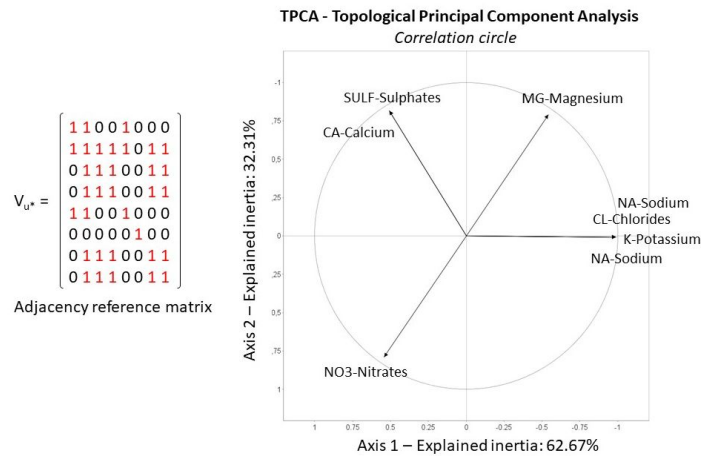 TPCA - Topological Principal Component Analysis
Correlation circle
V_u* =
1 1 0 0 1 0 0 0
1 1 1 1 1 0 1 1
0 1 1 1 0 0 1 1
0 1 1 1 0 0 1 1
1 1 0 0 1 0 0 0
0 0 0 0 0 1 0 0
0 1 1 1 0 0 1 1
0 1 1 1 0 0 1 1
Adjacency reference matrix
Axis 2 – Explained inertia: 32.31%
-1
,75
0,5
,25
0
,25
0,5
,75
1
SULF-Sulphates
MG-Magnesium
CA-Calcium
NA-Sodium
CL-Chlorides
K-Potassium
NA-Sodium
NO3-Nitrates
1 0.75 0.5 0.25 0 -0.25 -0.5 -0.75 -1
Axis 1 – Explained inertia: 62.67%